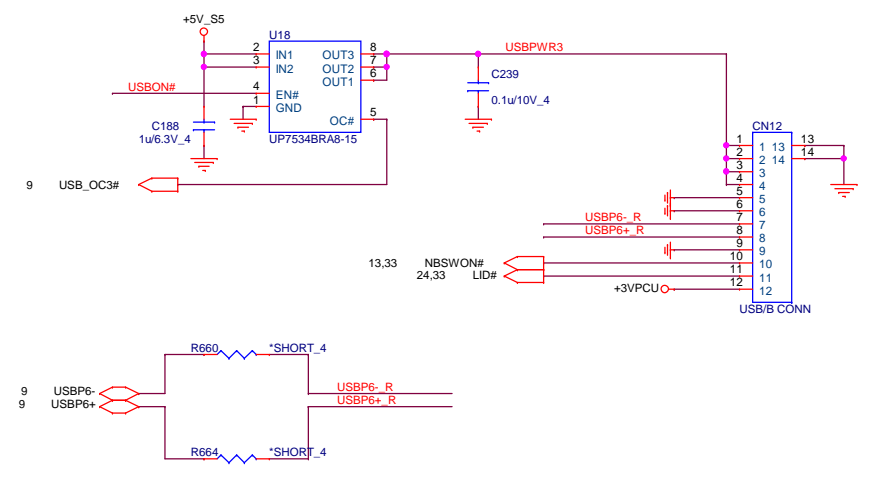 +5V_S5
U18
2 IN1 OUT3 8 USBPWR3
3 IN2 OUT2 7
OUT1 6
C239
USBON# 4 EN#
1 GND
0.1u/10V_4
OC# 5
C188
1u/6.3V_4
UP7534BRA8-15
CN12
1 1 13 13
2 2 14 14
3 3
4 4
9 USB_OC3#
5 5
6 6
USBP6-_R 7 7
USBP6+_R 8 8
9 9
13,33 NBSWON# 10 10
24,33 LID# 11 11
+3VPCU 12 12
USB/B CONN
R660 *SHORT_4
9 USBP6- USBP6-_R
9 USBP6+ USBP6+_R
R664 *SHORT_4